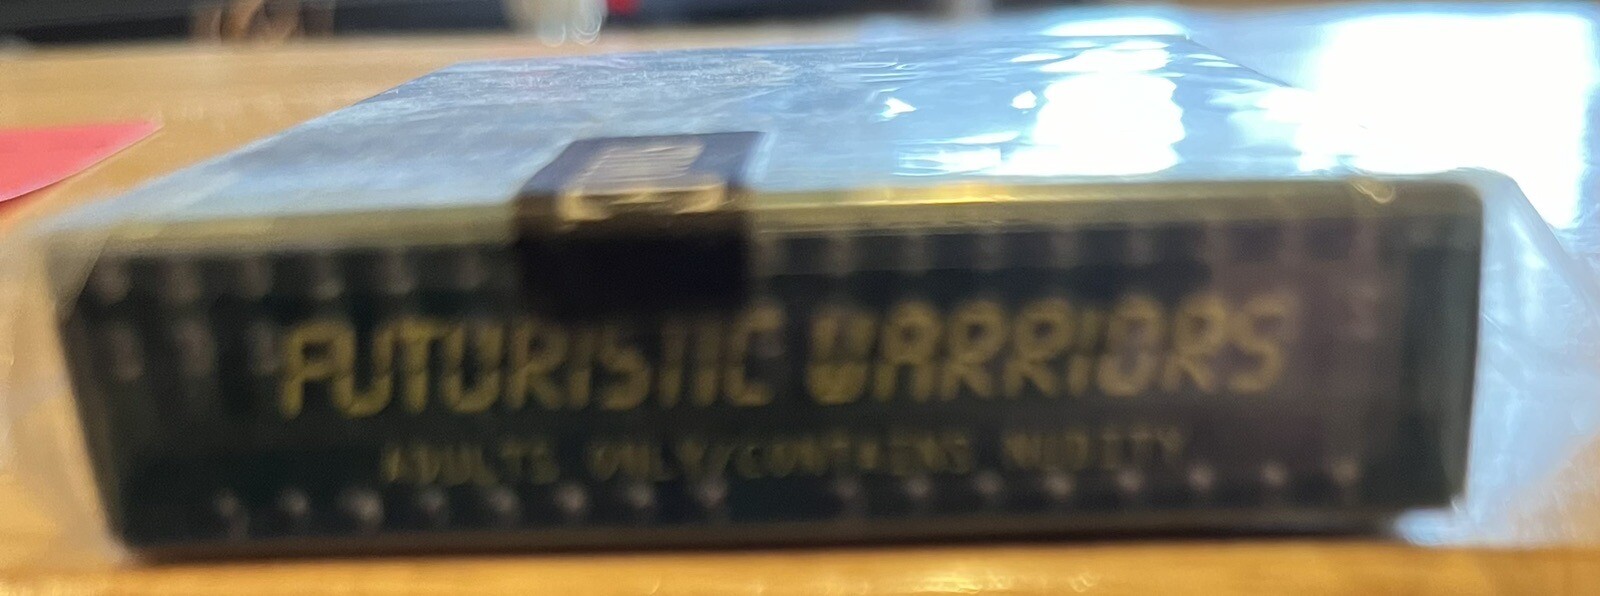 FUTURISTIC WARRIORS
ADULTS ONLY/CONTAINS NUDITY